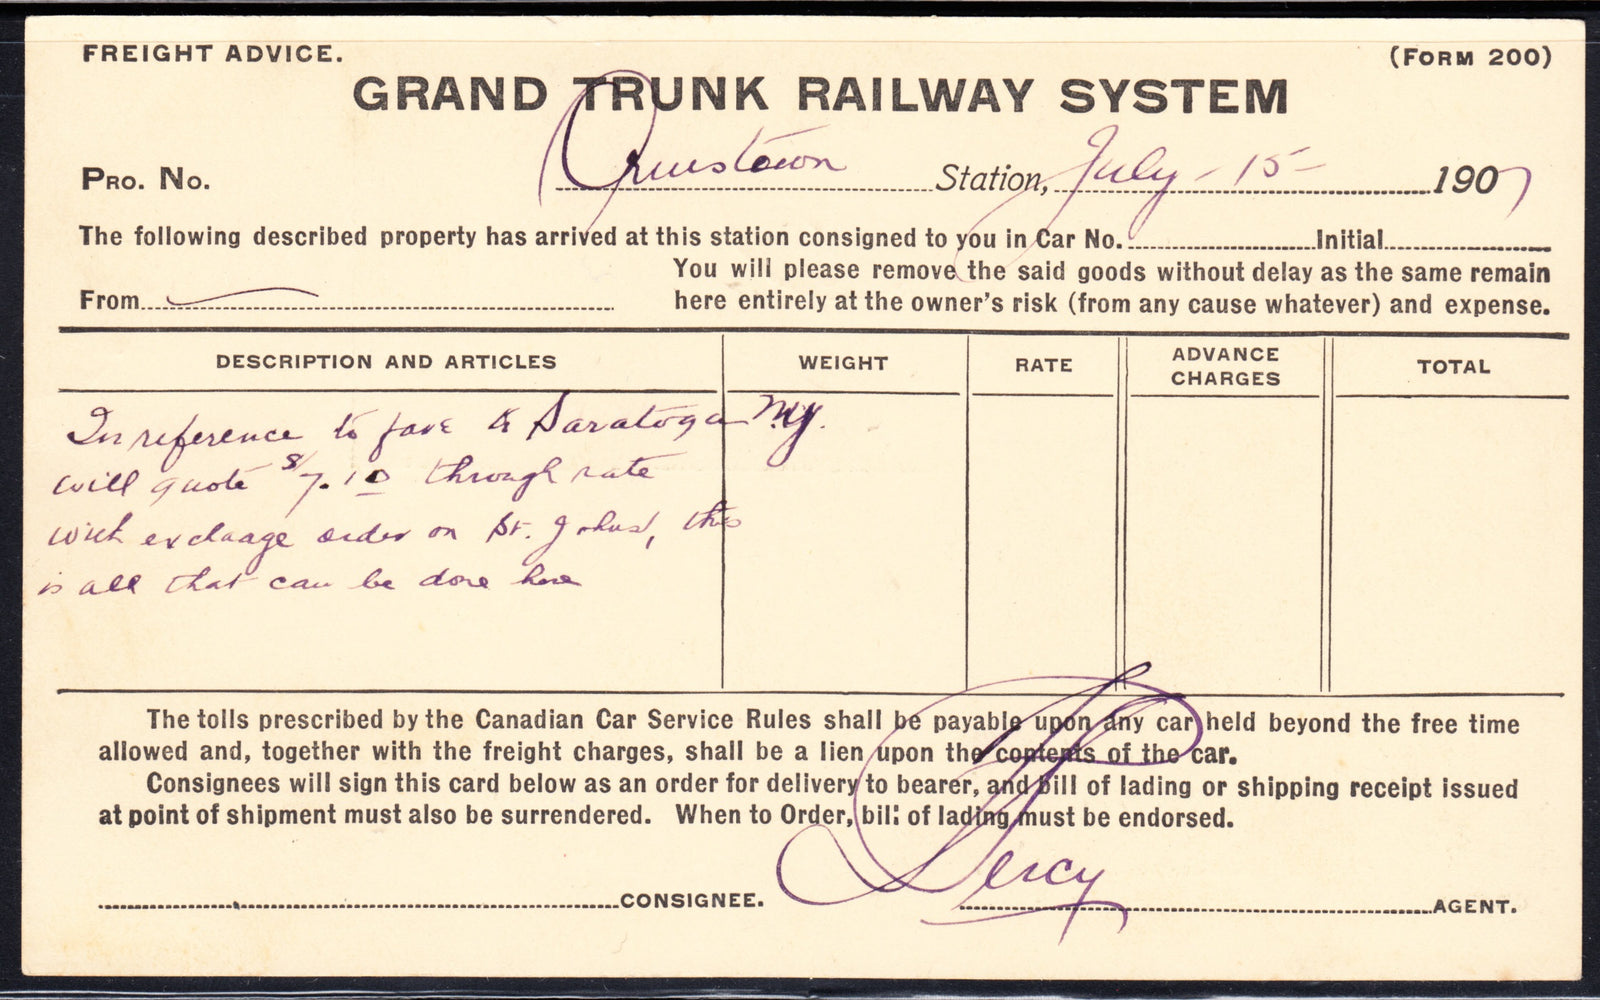 FREIGHT ADVICE. (FORM 200)
GRAND TRUNK RAILWAY SYSTEM
PRO. NO. Ormstown Station, July - 15 - 1907
The following described property has arrived at this station consigned to you in Car No. Initial
You will please remove the said goods without delay as the same remain
From here entirely at the owner's risk (from any cause whatever) and expense.
DESCRIPTION AND ARTICLES WEIGHT RATE ADVANCE CHARGES TOTAL
In reference to fare to Saratoga N.Y.
will quote $7.10 through rate
with exchange order on St. Johns, this
is all that can be done here
The tolls prescribed by the Canadian Car Service Rules shall be payable upon any car held beyond the free time
allowed and, together with the freight charges, shall be a lien upon the contents of the car.
Consignees will sign this card below as an order for delivery to bearer, and bill of lading or shipping receipt issued
at point of shipment must also be surrendered. When to Order, bill of lading must be endorsed.
CONSIGNEE. Percy AGENT.